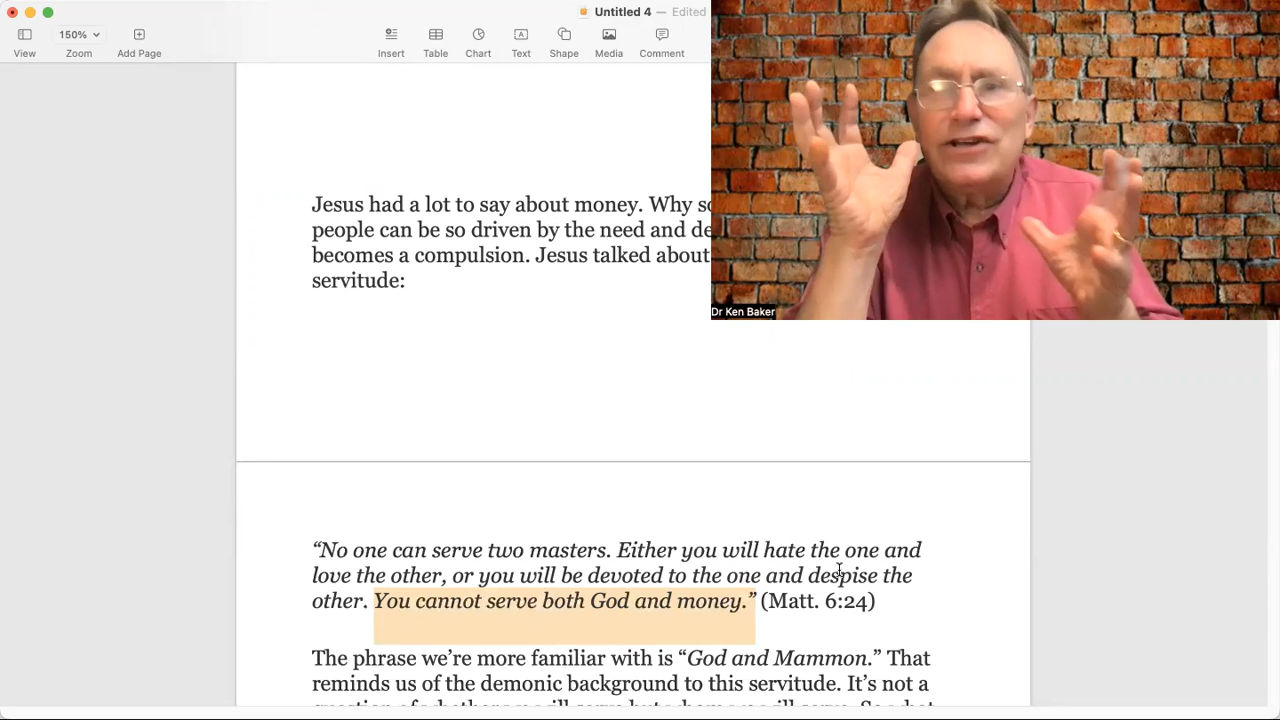 Untitled 4 — Edited
150%
View Zoom Add Page Insert Table Chart Text Shape Media Comment
Jesus had a lot to say about money. Why
people can be so driven by the need and
becomes a compulsion. Jesus talked about
servitude:
Dr Ken Baker
“No one can serve two masters. Either you will hate the one and
love the other, or you will be devoted to the one and despise the
other. You cannot serve both God and money.” (Matt. 6:24)
The phrase we’re more familiar with is “God and Mammon.” That
reminds us of the demonic background to this servitude. It’s not a